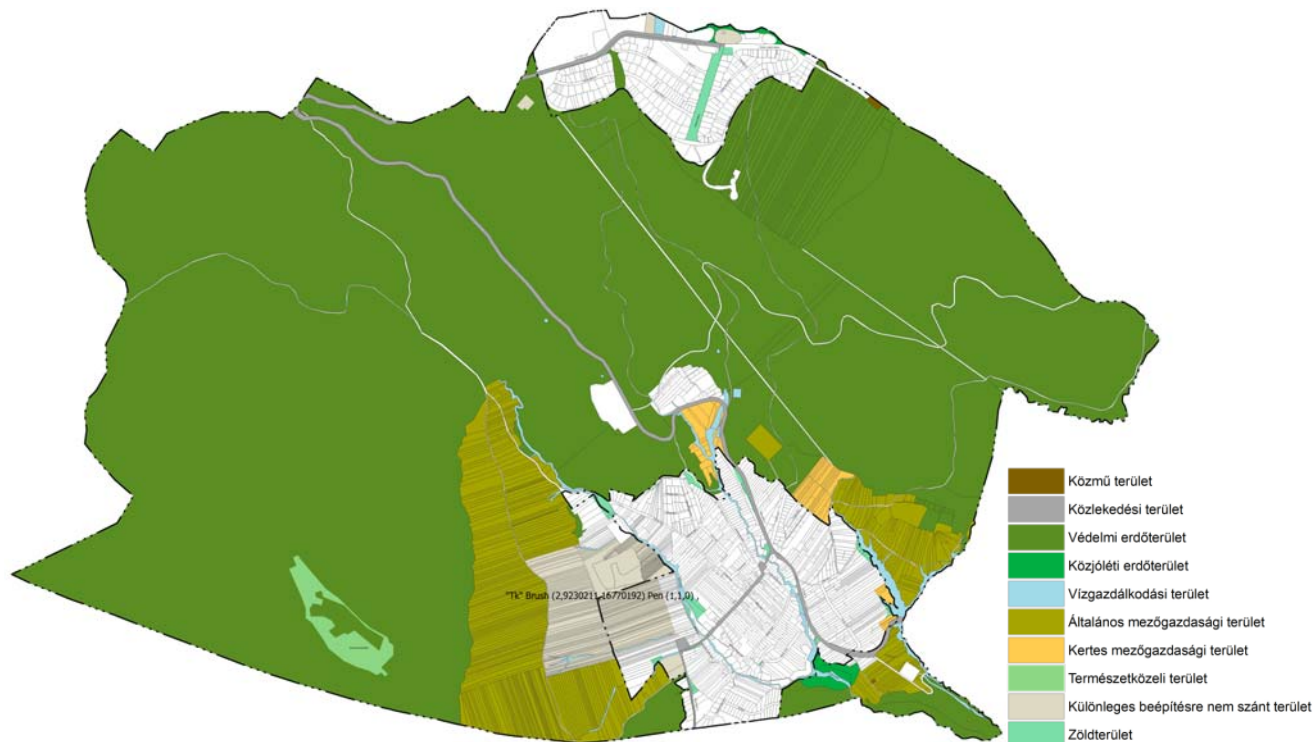 "Tk" Brush (2,9230211,16770192) Pen (1,1,0) ,
Közmű terület
Közlekedési terület
Védelmi erdőterület
Közjóléti erdőterület
Vízgazdálkodási terület
Általános mezőgazdasági terület
Kertes mezőgazdasági terület
Természetközeli terület
Különleges beépítésre nem szánt terület
Zöldterület